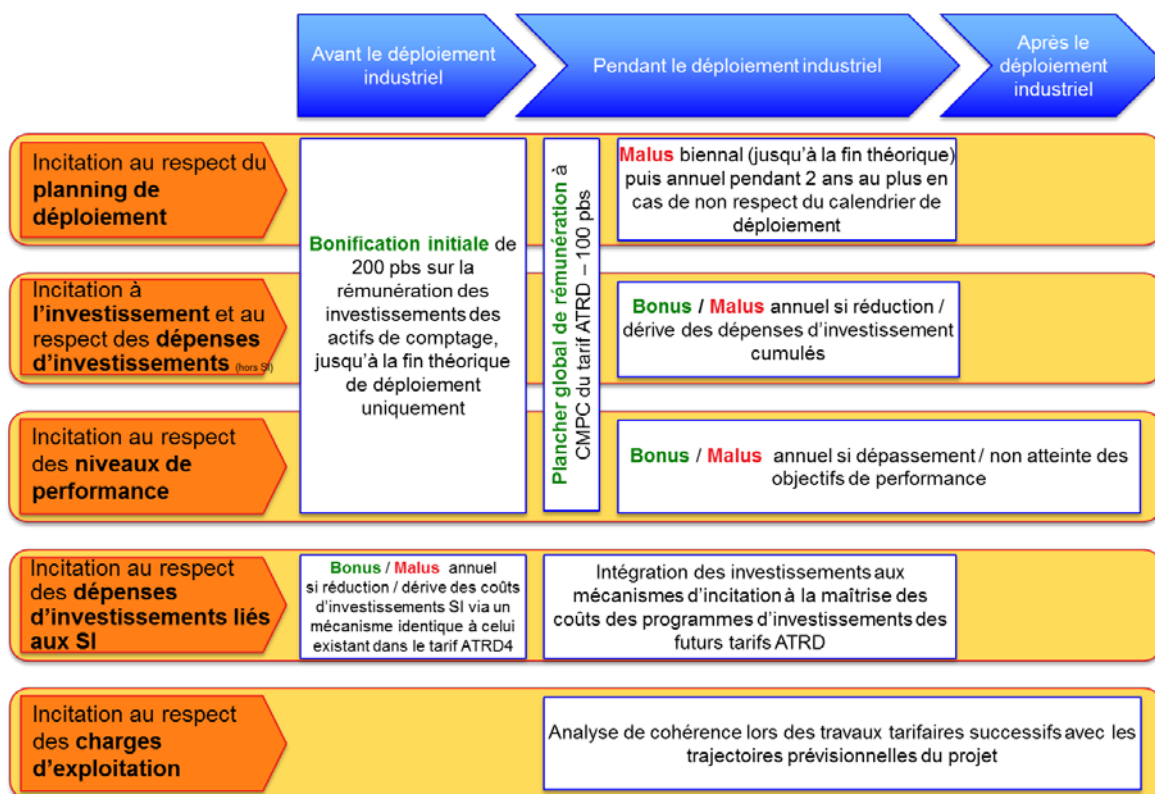 Avant le déploiement
industriel
Pendant le déploiement industriel
Après le
déploiement
industriel
Incitation au respect du
planning de
déploiement
Bonification initiale de
200 pbs sur la
rémunération des
investissements des
actifs de comptage,
jusqu'à la fin théorique
de déploiement
uniquement
Plancher global de rémunération à
CMPC du tarif ATRD – 100 pbs
Malus biennal (jusqu'à la fin théorique)
puis annuel pendant 2 ans au plus en
cas de non respect du calendrier de
déploiement
Incitation à
l'investissement et au
respect des dépenses
d'investissements (hors SI)
Bonus / Malus annuel si réduction /
dérive des dépenses d'investissement
cumulés
Incitation au respect
des niveaux de
performance
Bonus / Malus annuel si dépassement / non atteinte des
objectifs de performance
Incitation au respect
des dépenses
d'investissements liés
aux SI
Bonus / Malus annuel
si réduction / dérive des coûts
d'investissements SI via un
mécanisme identique à celui
existant dans le tarif ATRD4
Intégration des investissements aux
mécanismes d'incitation à la maîtrise des
coûts des programmes d'investissements des
futurs tarifs ATRD
Incitation au respect
des charges
d'exploitation
Analyse de cohérence lors des travaux tarifaires successifs avec les
trajectoires prévisionnelles du projet